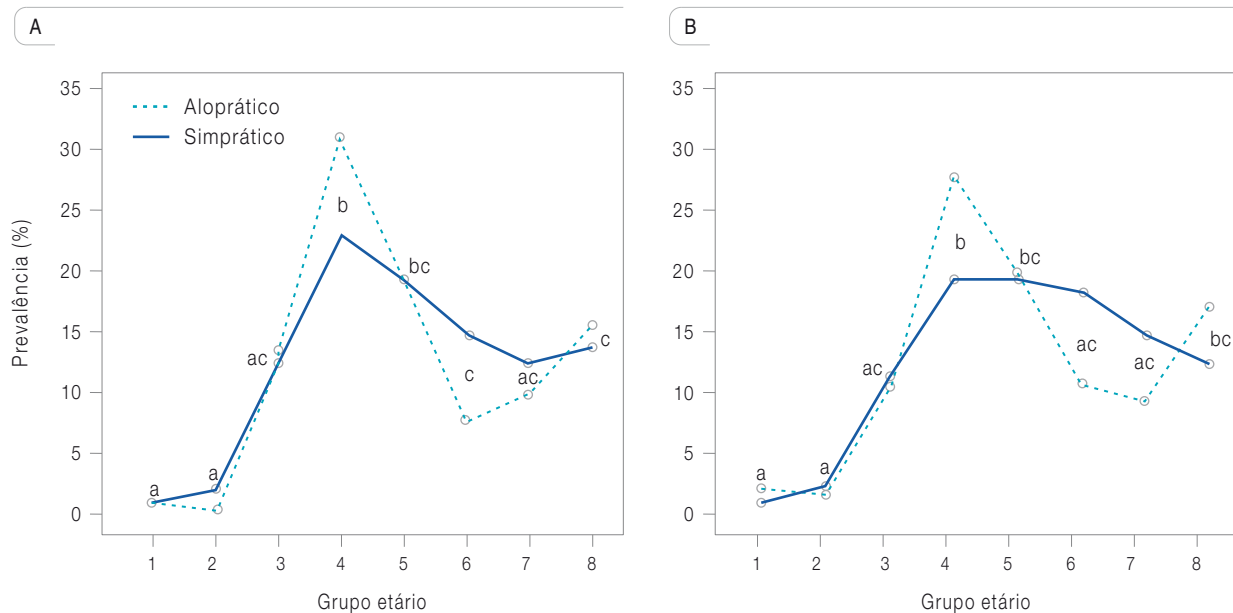 A
35
30
25
20
15
10
5
0
Prevalência (%)
Aloprático
Simprático
a
a
ac
b
bc
c
ac
c
1 2 3 4 5 6 7 8
Grupo etário
B
35
30
25
20
15
10
5
0
a
a
ac
b
bc
ac
ac
bc
1 2 3 4 5 6 7 8
Grupo etário